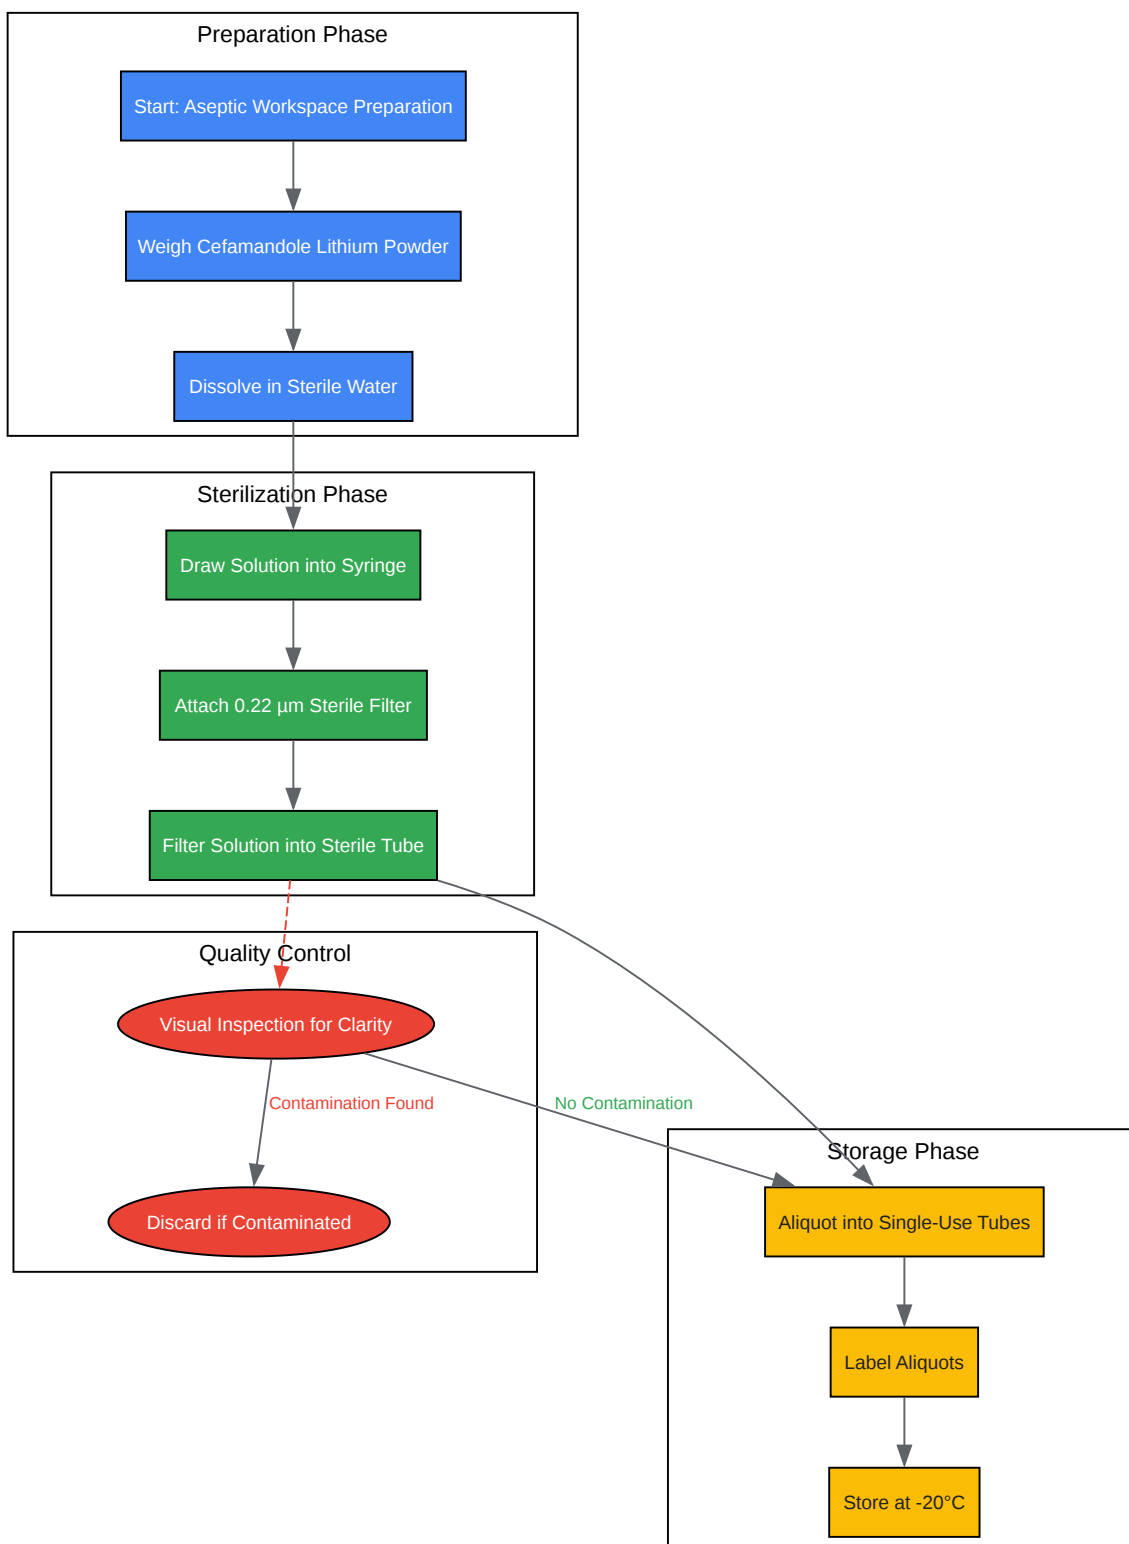 Preparation Phase
Start: Aseptic Workspace Preparation
Weigh Cefamandole Lithium Powder
Dissolve in Sterile Water
Sterilization Phase
Draw Solution into Syringe
Attach 0.22 µm Sterile Filter
Filter Solution into Sterile Tube
Quality Control
Visual Inspection for Clarity
Contamination Found
No Contamination
Discard if Contaminated
Storage Phase
Aliquot into Single-Use Tubes
Label Aliquots
Store at -20°C